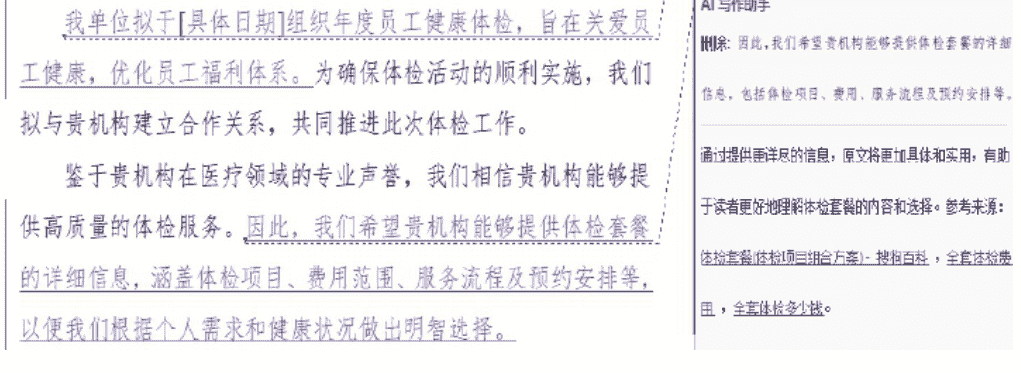 我单位拟于[具体日期]组织年度员工健康体检，旨在关爱员
工健康，优化员工福利体系。为确保体检活动的顺利实施，我们
拟与贵机构建立合作关系，共同推进此次体检工作。
鉴于贵机构在医疗领域的专业声誉，我们相信贵机构能够提
供高质量的体检服务。因此，我们希望贵机构能够提供体检套餐
的详细信息，涵盖体检项目、费用范围、服务流程及预约安排等，
以便我们根据个人需求和健康状况做出明智选择。
AI写作助手
删除: 因此,我们希望贵机构能够提供体检套餐的详细
信息，包括体检项目、费用、服务流程及预约安排等。
通过提供更详尽的信息，原文将更加具体和实用，有助
于读者更好地理解体检套餐的内容和选择。参考来源：
体检套餐(体检项目组合方案) - 搜狗百科 ，全套体检费
用 ，全套体检多少钱。